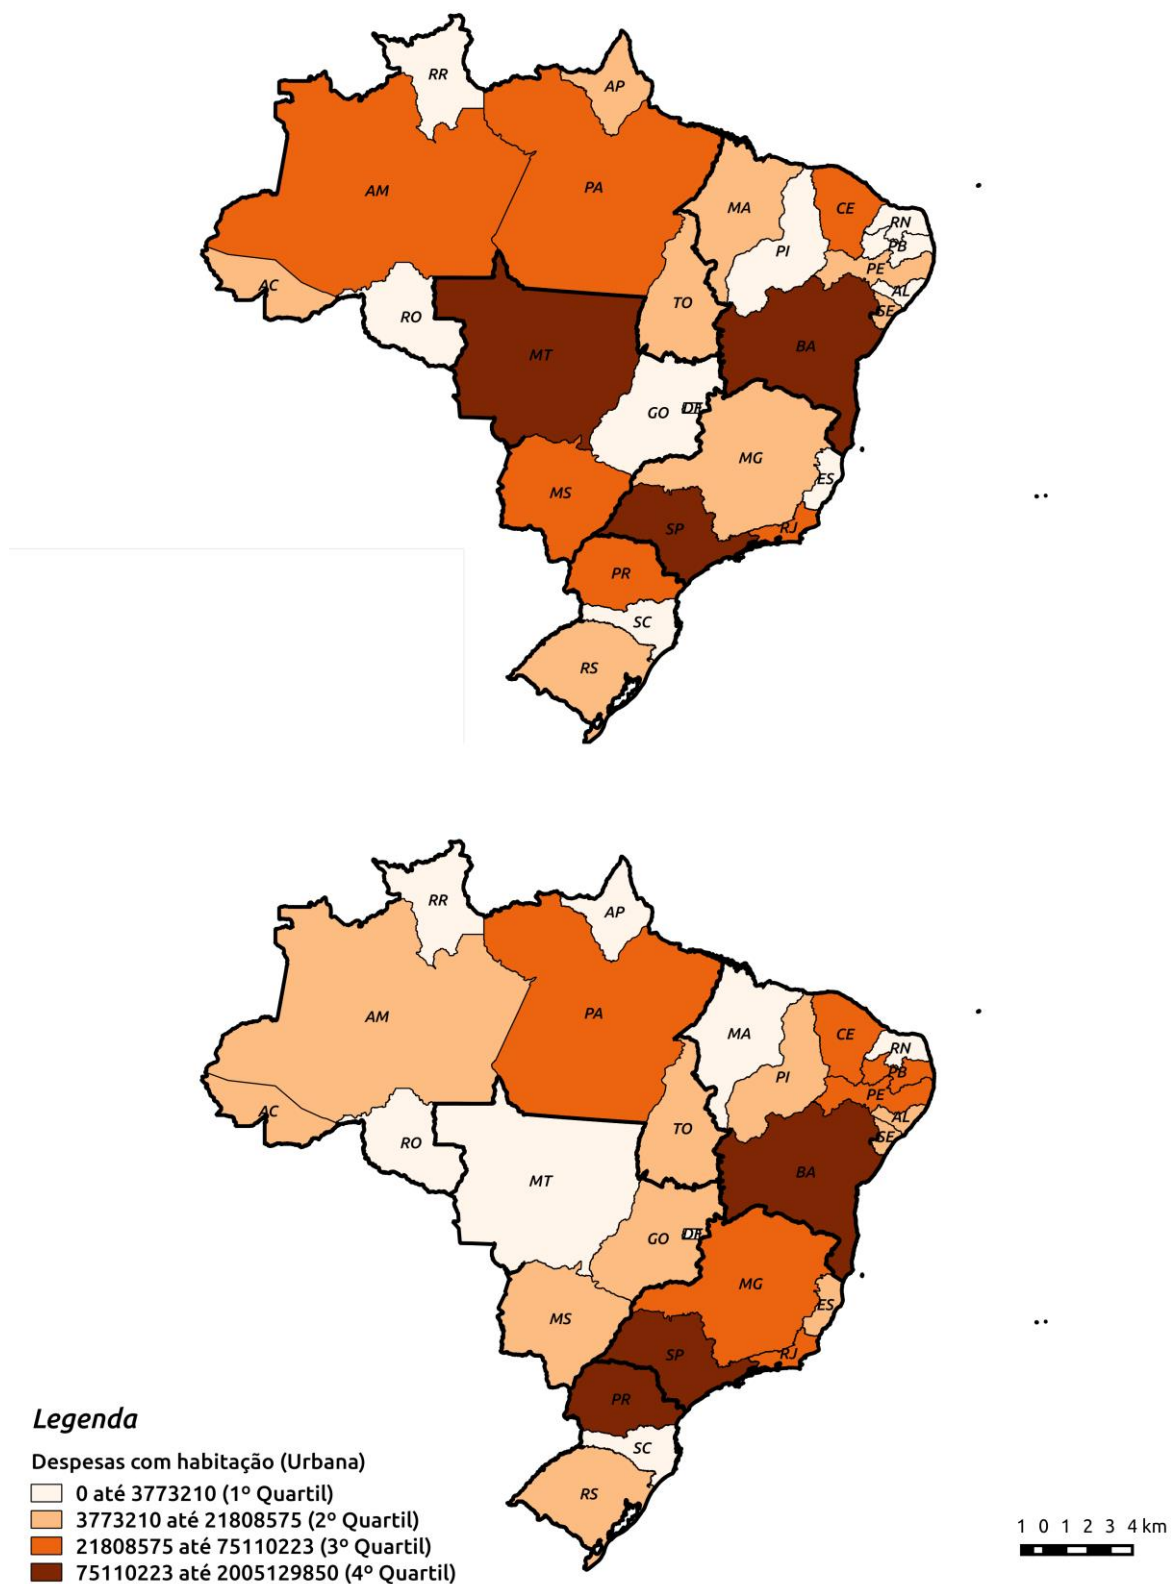 RR
AP
AM
PA
MA
CE
RN
PI
PB
PE
AC
AL
TO
SE
RO
BA
MT
GO
DF
MG
ES
MS
SP
RJ
PR
SC
RS
RR
AP
AM
PA
MA
CE
RN
PB
PI
PE
AC
AL
TO
SE
RO
BA
MT
GO
DF
MG
ES
MS
SP
RJ
PR
SC
RS
Legenda
Despesas com habitação (Urbana)
0 até 3773210 (1º Quartil)
3773210 até 21808575 (2º Quartil)
21808575 até 75110223 (3º Quartil)
75110223 até 2005129850 (4º Quartil)
1 0 1 2 3 4 km